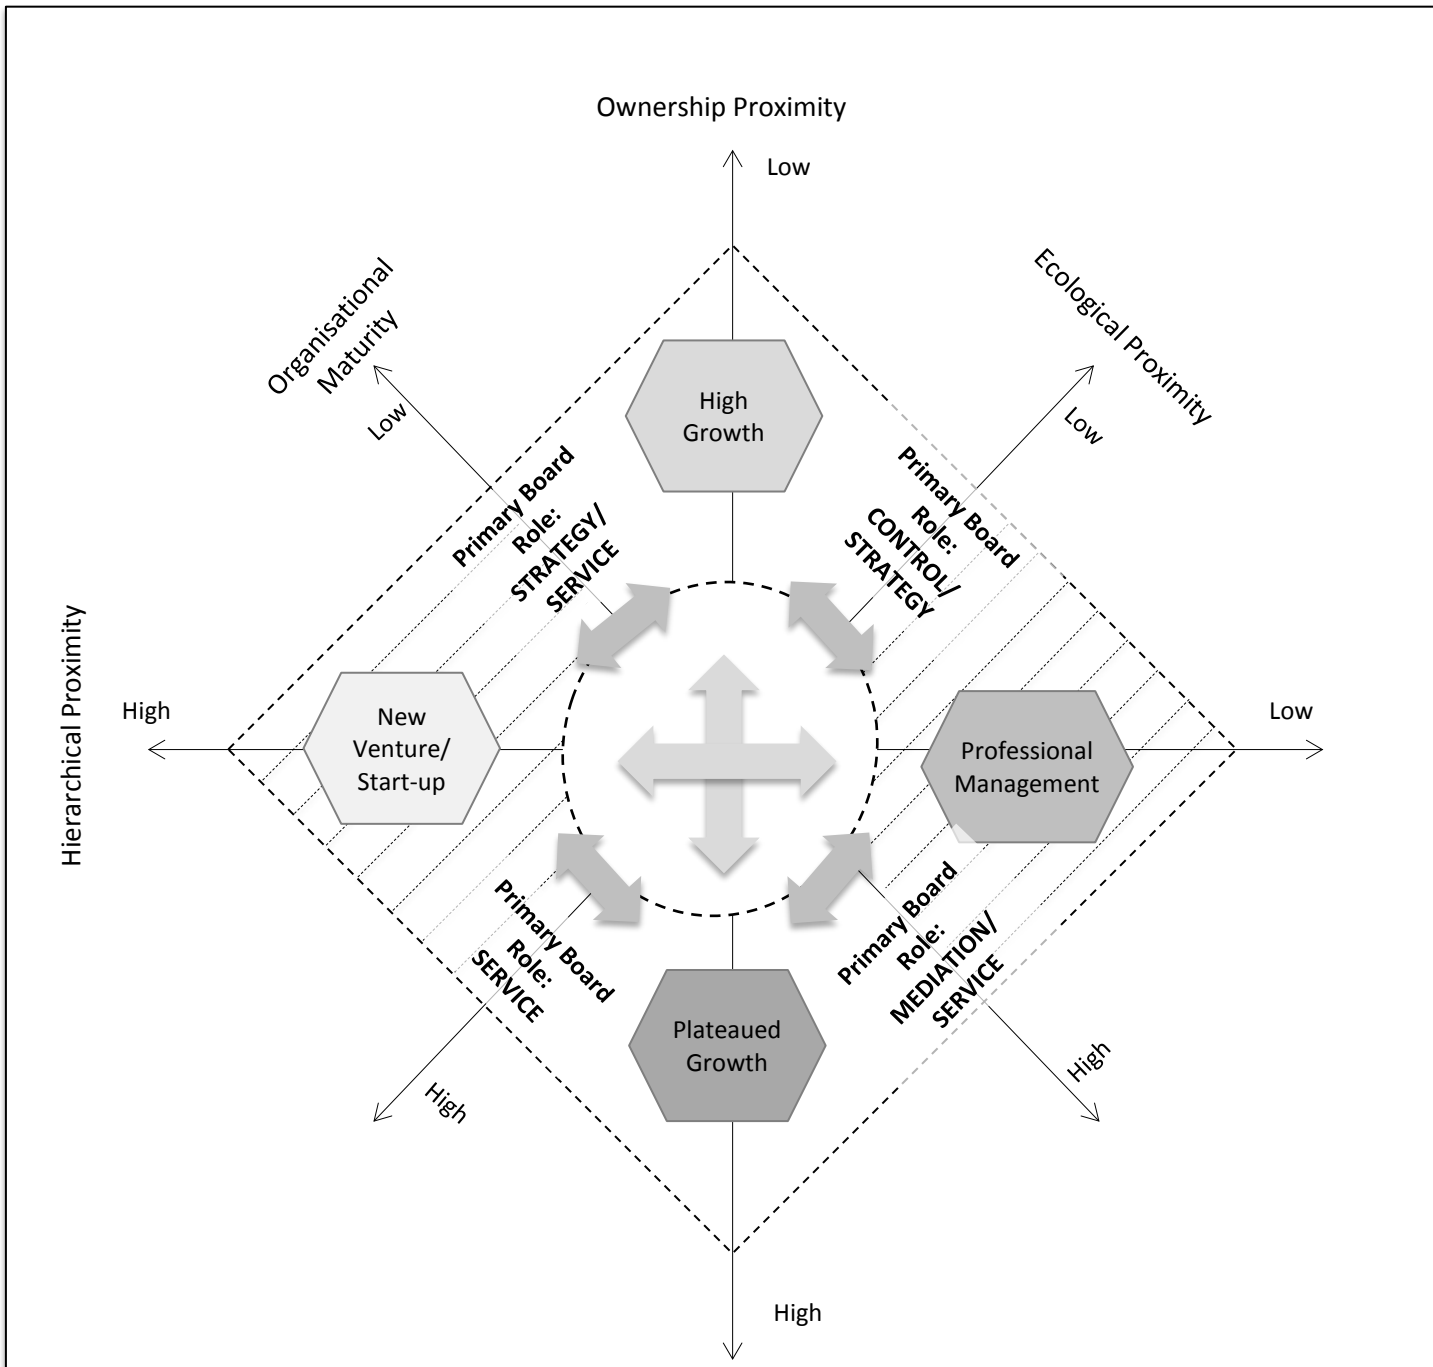 Ownership Proximity
Low
Organisational
Maturity
Low
Ecological Proximity
Low
High
Growth
Primary Board
Role:
STRATEGY/
SERVICE
Primary Board
Role:
CONTROL/
STRATEGY
Hierarchical Proximity
High
New
Venture/
Start-up
Professional
Management
Low
Primary Board
Role:
SERVICE
High
Plateaued
Growth
Primary Board
Role:
MEDIATION/
SERVICE
High
High